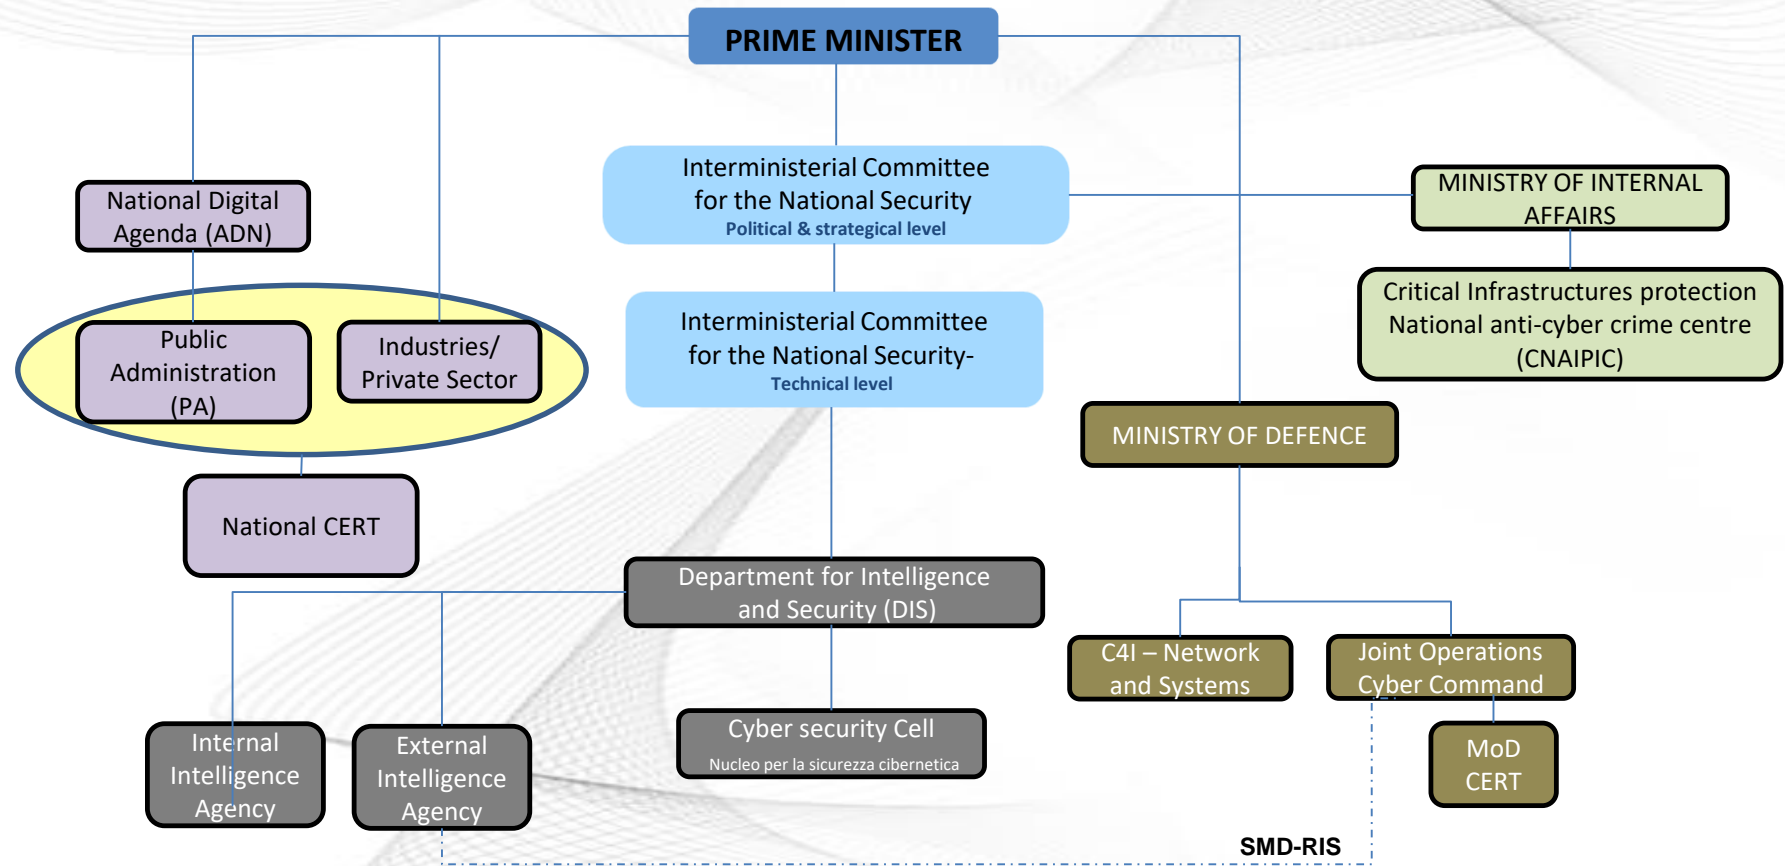 PRIME MINISTER
Interministerial Committee
for the National Security
Political & strategical level
MINISTRY OF INTERNAL
AFFAIRS
National Digital
Agenda (ADN)
Critical Infrastructures protection
National anti-cyber crime centre
(CNAIPIC)
Public
Administration
(PA)
Industries/
Private Sector
Interministerial Committee
for the National Security-
Technical level
MINISTRY OF DEFENCE
National CERT
Department for Intelligence
and Security (DIS)
C4I – Network
and Systems
Joint Operations
Cyber Command
Internal
Intelligence
Agency
External
Intelligence
Agency
Cyber security Cell
Nucleo per la sicurezza cibernetica
MoD
CERT
SMD-RIS